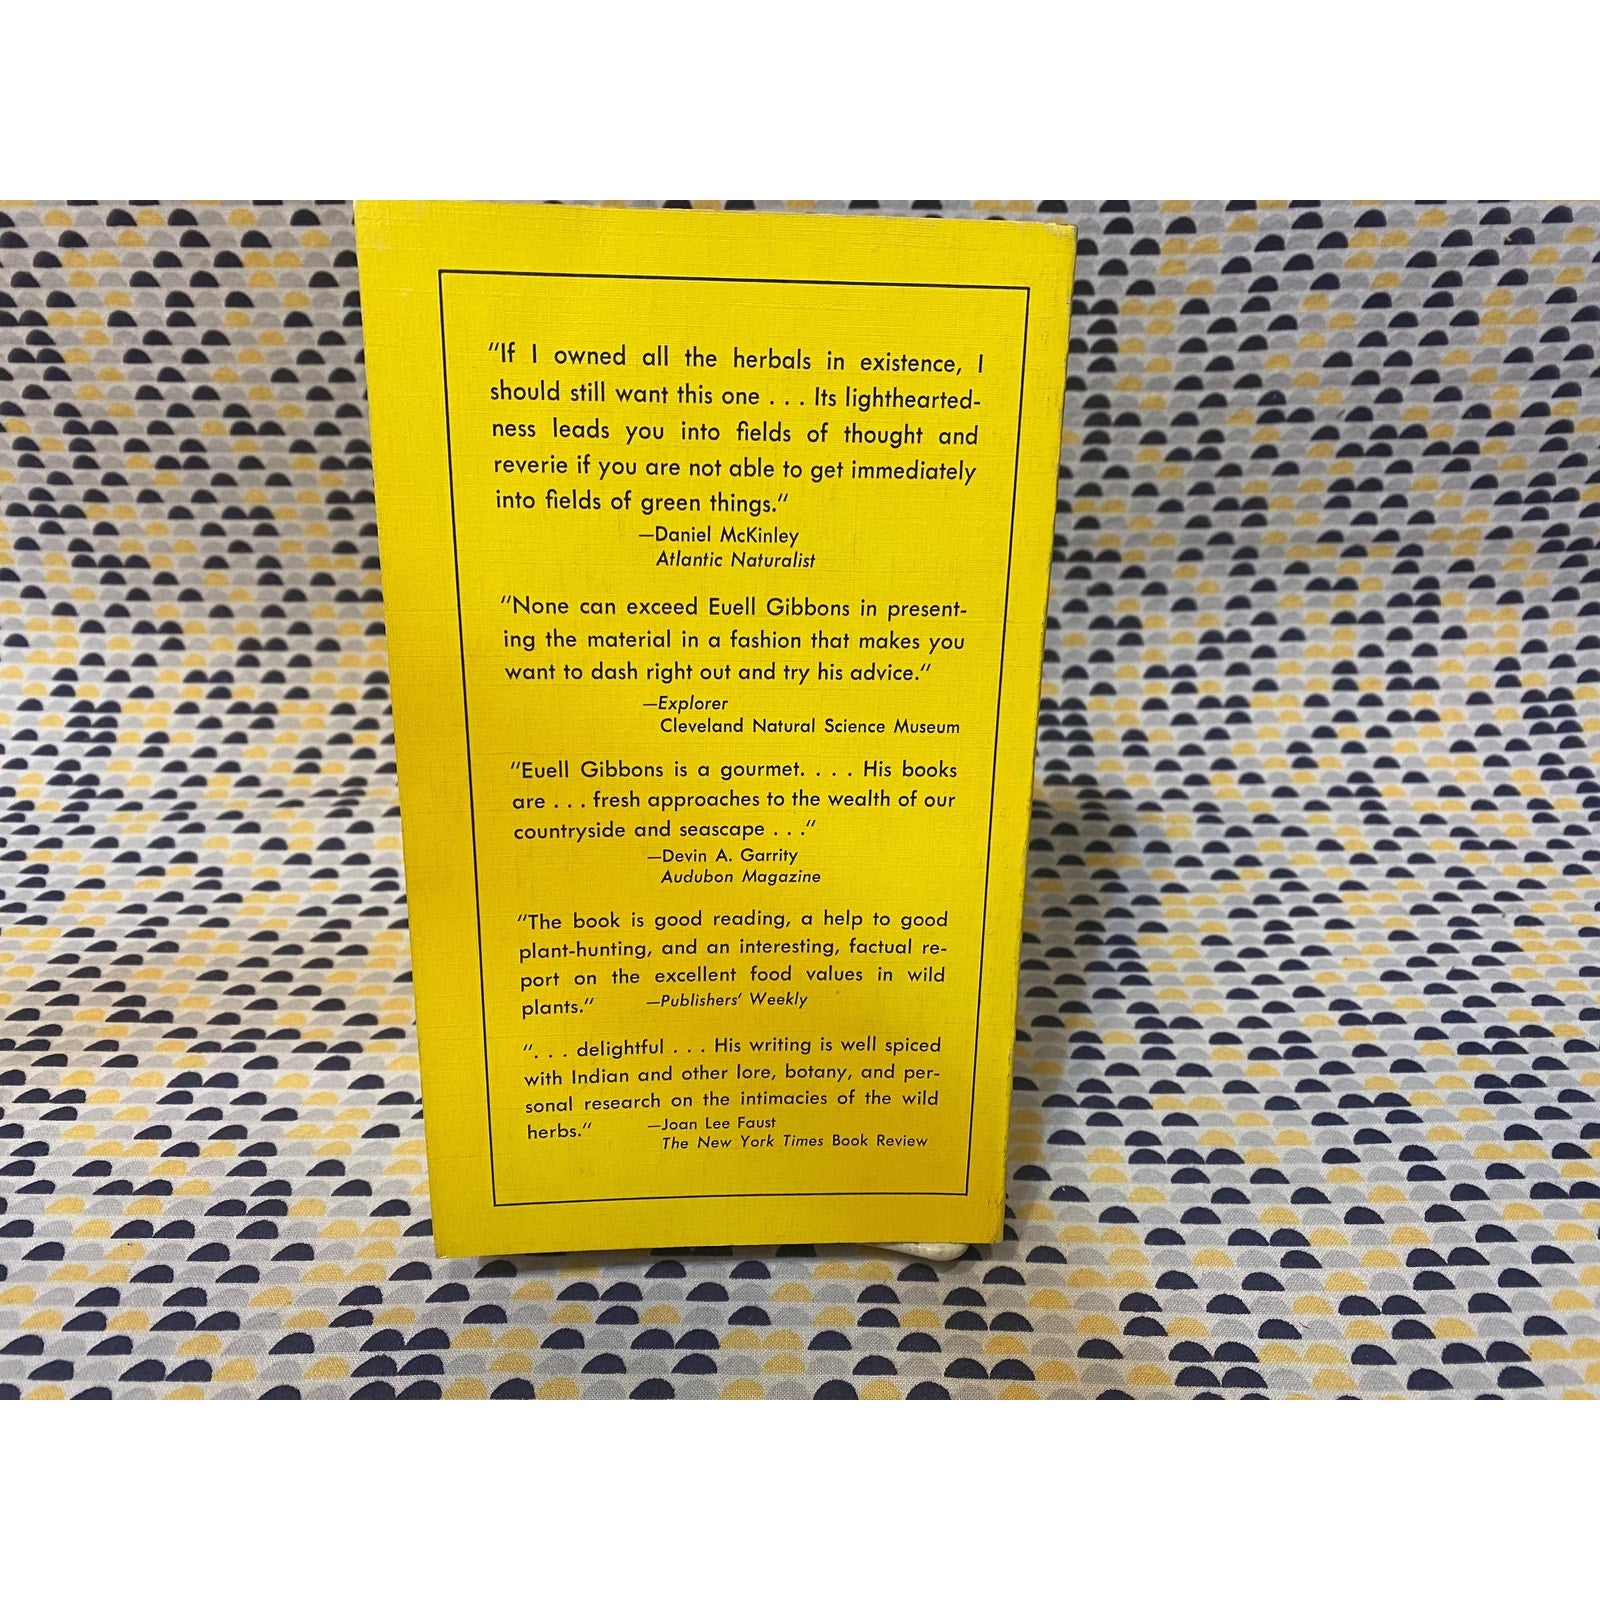 "If I owned all the herbals in existence, I
should still want this one . . . Its lighthearted-
ness leads you into fields of thought and
reverie if you are not able to get immediately
into fields of green things."
—Daniel McKinley
Atlantic Naturalist
"None can exceed Euell Gibbons in present-
ing the material in a fashion that makes you
want to dash right out and try his advice."
—Explorer
Cleveland Natural Science Museum
"Euell Gibbons is a gourmet. . . . His books
are . . . fresh approaches to the wealth of our
countryside and seascape . . ."
—Devin A. Garrity
Audubon Magazine
"The book is good reading, a help to good
plant-hunting, and an interesting, factual re-
port on the excellent food values in wild
plants." —Publishers' Weekly
". . . delightful . . . His writing is well spiced
with Indian and other lore, botany, and per-
sonal research on the intimacies of the wild
herbs." —Joan Lee Faust
The New York Times Book Review